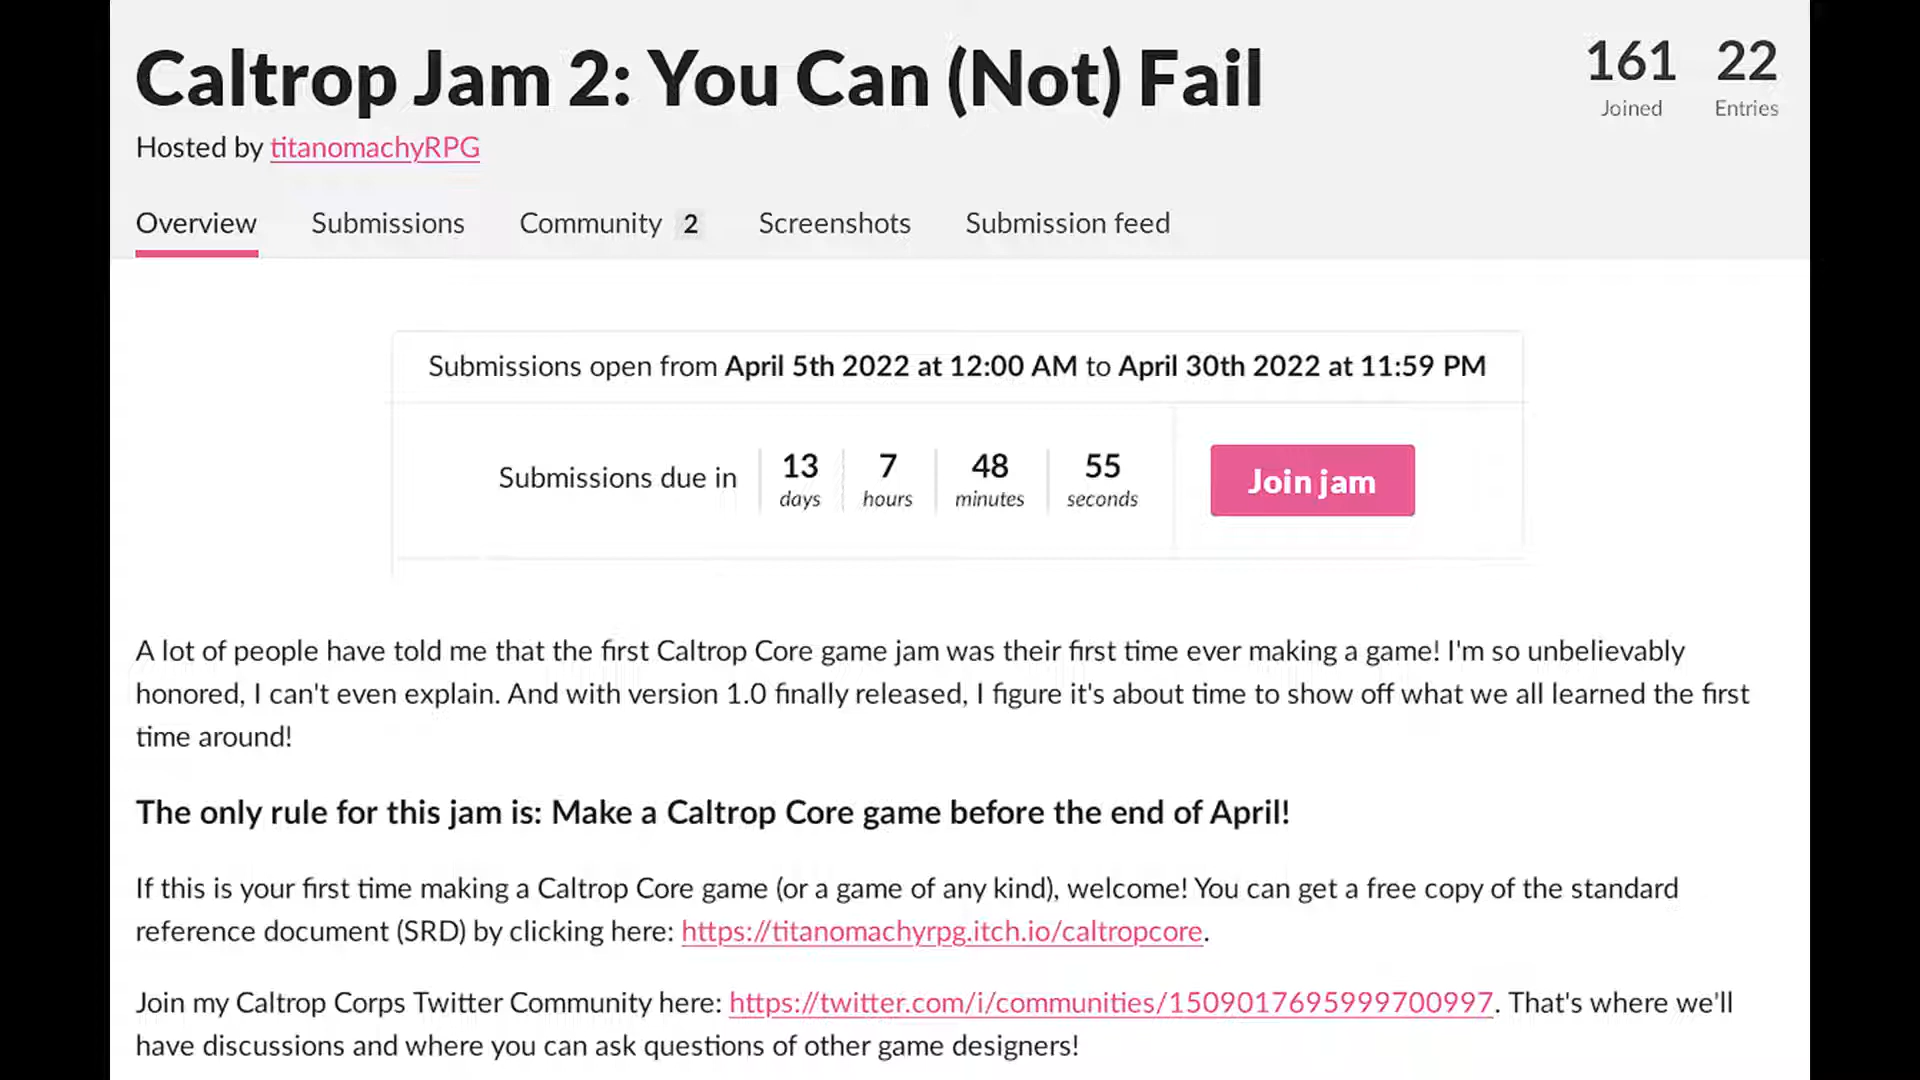 Caltrop Jam 2: You Can (Not) Fail
161 22
Joined Entries
Hosted by titanomachyRPG
Overview Submissions Community 2 Screenshots Submission feed
Submissions open from April 5th 2022 at 12:00 AM to April 30th 2022 at 11:59 PM
Submissions due in 13 7 48 55
days hours minutes seconds
Join jam
A lot of people have told me that the first Caltrop Core game jam was their first time ever making a game! I'm so unbelievably
honored, I can't even explain. And with version 1.0 finally released, I figure it's about time to show off what we all learned the first
time around!
The only rule for this jam is: Make a Caltrop Core game before the end of April!
If this is your first time making a Caltrop Core game (or a game of any kind), welcome! You can get a free copy of the standard
reference document (SRD) by clicking here: https://titanomachyrpg.itch.io/caltropcore.
Join my Caltrop Corps Twitter Community here: https://twitter.com/i/communities/1509017695999700997. That's where we'll
have discussions and where you can ask questions of other game designers!